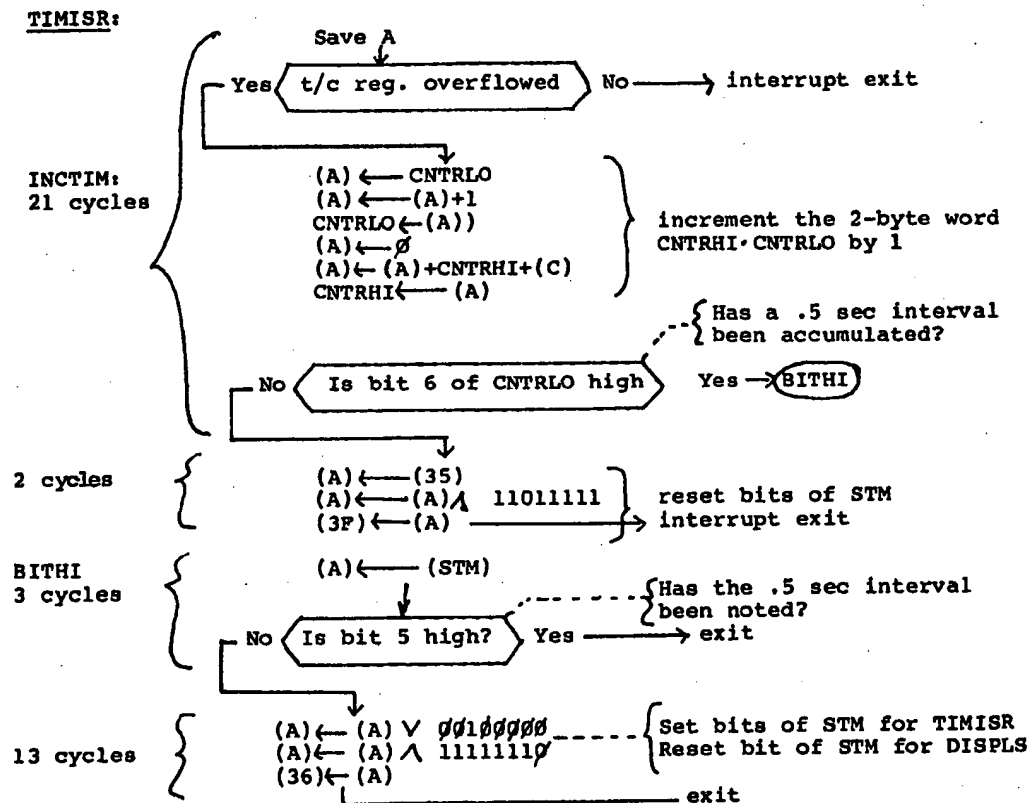 TIMISR:
Save A
Yes t/c reg. overflowed No → interrupt exit
INCTIM:
21 cycles
(A) ← CNTRLO
(A) ← (A)+1
CNTRLO ← (A))
(A) ← Ø
(A) ← (A)+CNTRHI+(C)
CNTRHI ← (A)
increment the 2-byte word
CNTRHI·CNTRLO by 1
Has a .5 sec interval
been accumulated?
No Is bit 6 of CNTRLO high Yes → BITHI
2 cycles
(A) ← (35)
(A) ← (A) ∧ 11011111
(3F) ← (A)
reset bits of STM
interrupt exit
BITHI
3 cycles
(A) ← (STM)
Has the .5 sec interval
been noted?
No Is bit 5 high? Yes → exit
13 cycles
(A) ← (A) ∨ ØØ1ØØØØØ
(A) ← (A) ∧ 1111111Ø
(36) ← (A)
Set bits of STM for TIMISR
Reset bit of STM for DISPLS
exit